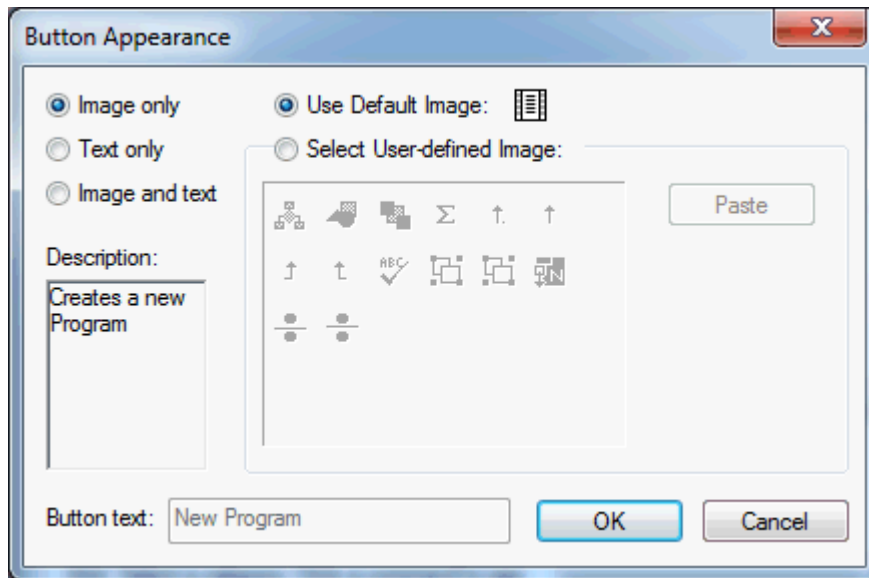 Button Appearance
Image only
Use Default Image:
Text only
Select User-defined Image:
Image and text
Paste
ABC
Description:
Creates a new
Program
N
Button text:
New Program
OK
Cancel